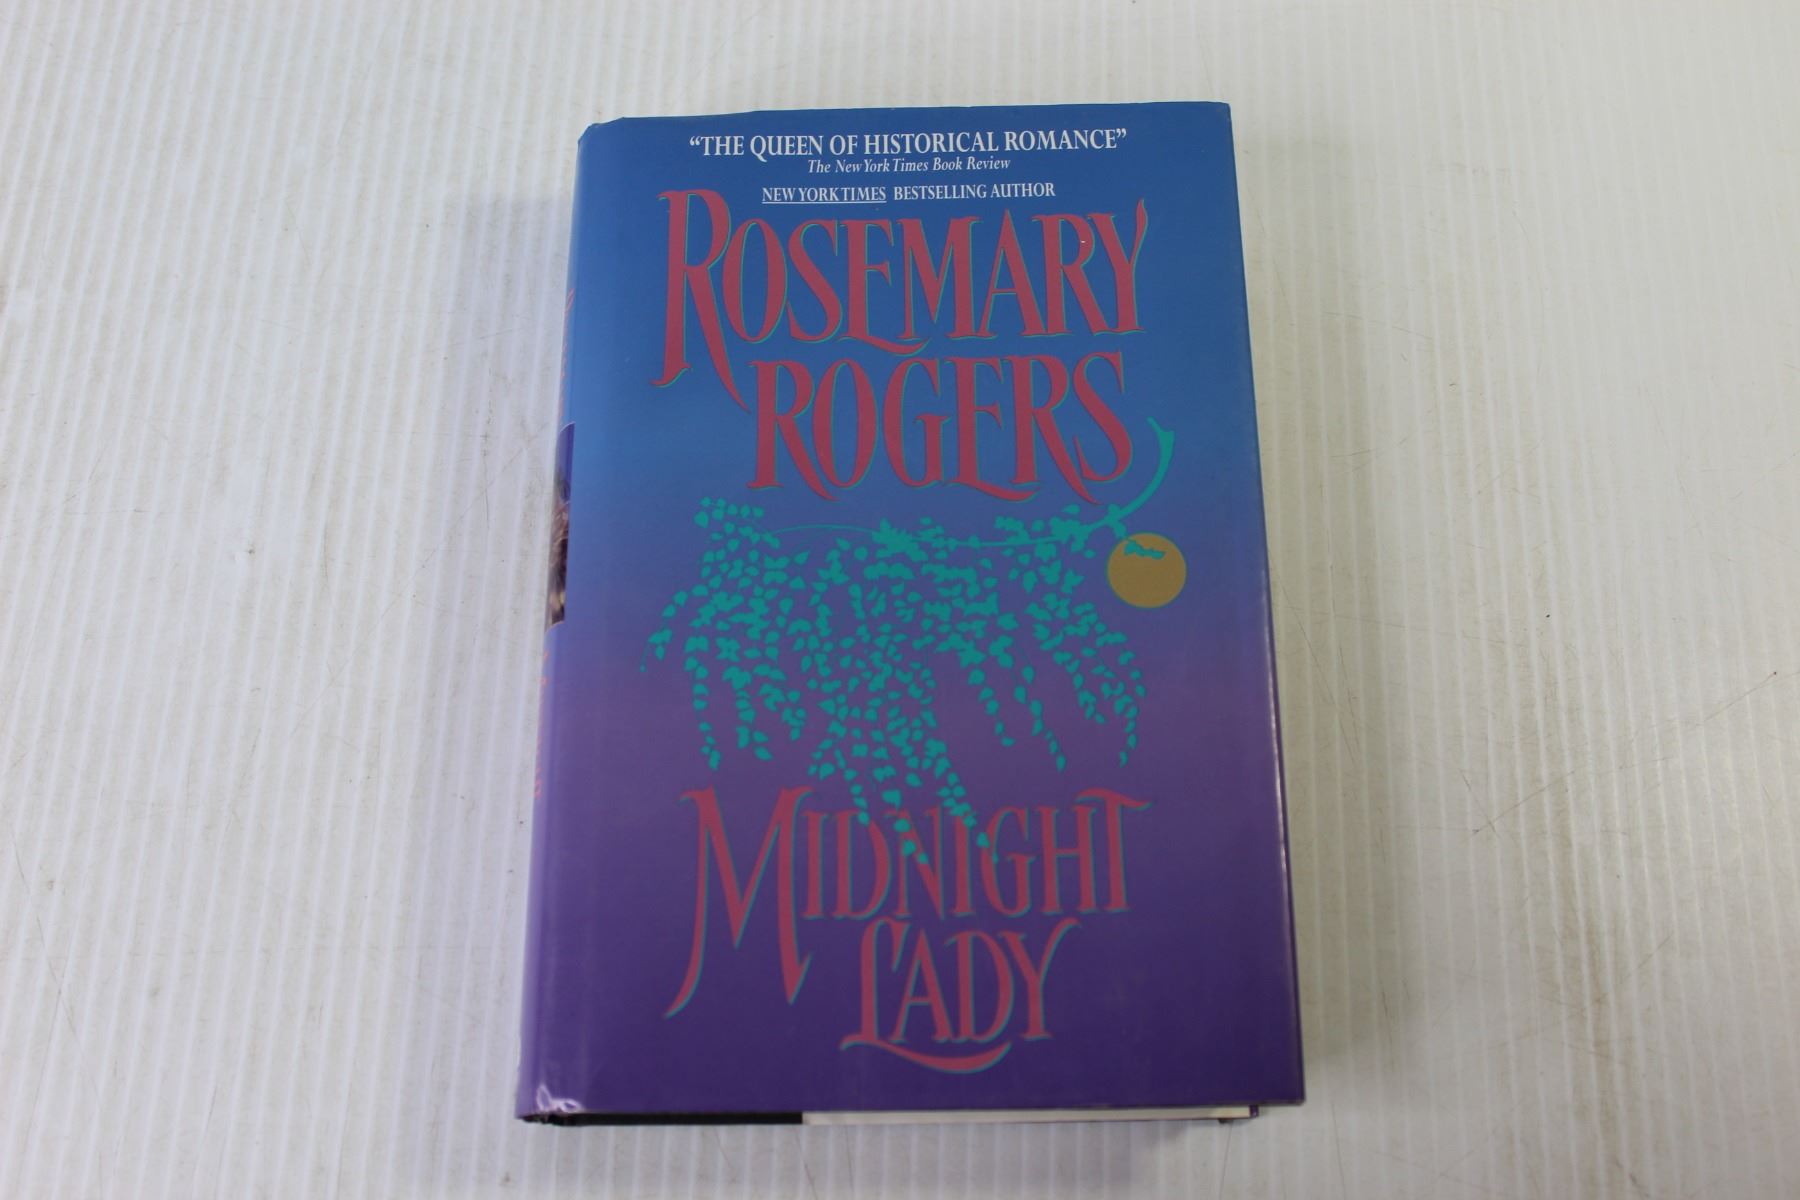 “THE QUEEN OF HISTORICAL ROMANCE”
The New York Times Book Review
NEW YORK TIMES BESTSELLING AUTHOR
ROSEMARY
ROGERS
MIDNIGHT
LADY